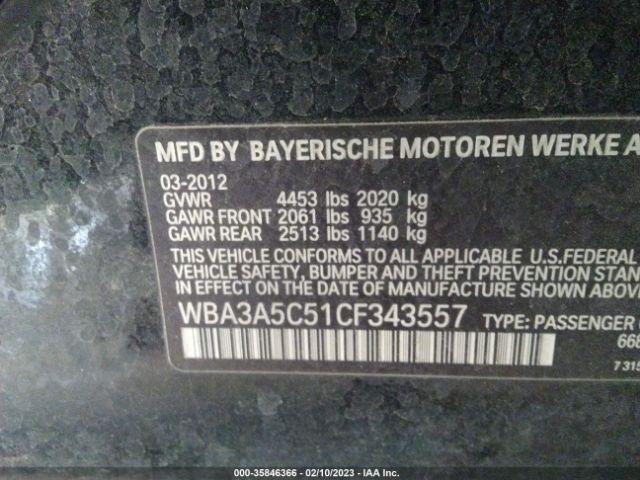 MFD BY BAYERISCHE MOTOREN WERKE A
03-2012
GVWR 4453 lbs 2020 kg
GAWR FRONT 2061 lbs 935 kg
GAWR REAR 2513 lbs 1140 kg
THIS VEHICLE CONFORMS TO ALL APPLICABLE U.S.FEDERAL
VEHICLE SAFETY, BUMPER AND THEFT PREVENTION STAN
IN EFFECT ON THE DATE OF MANUFACTURE SHOWN ABOVE
WBA3A5C51CF343557 TYPE: PASSENGER
668
7 315
000-35846366 - 02/10/2023 - IAA Inc.